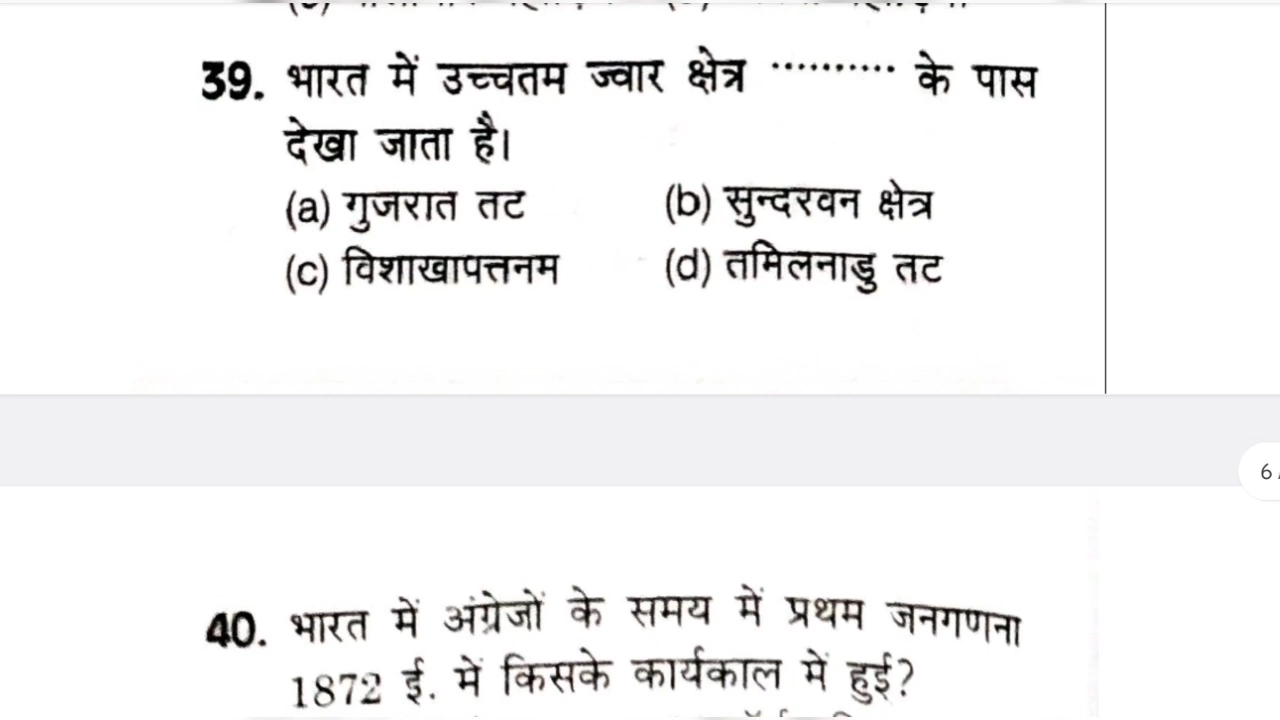 39. भारत में उच्चतम ज्वार क्षेत्र ·········· के पास
देखा जाता है।
(a) गुजरात तट (b) सुन्दरवन क्षेत्र
(c) विशाखापत्तनम (d) तमिलनाडु तट
6 /
40. भारत में अंग्रेजों के समय में प्रथम जनगणना
1872 ई. में किसके कार्यकाल में हुई?